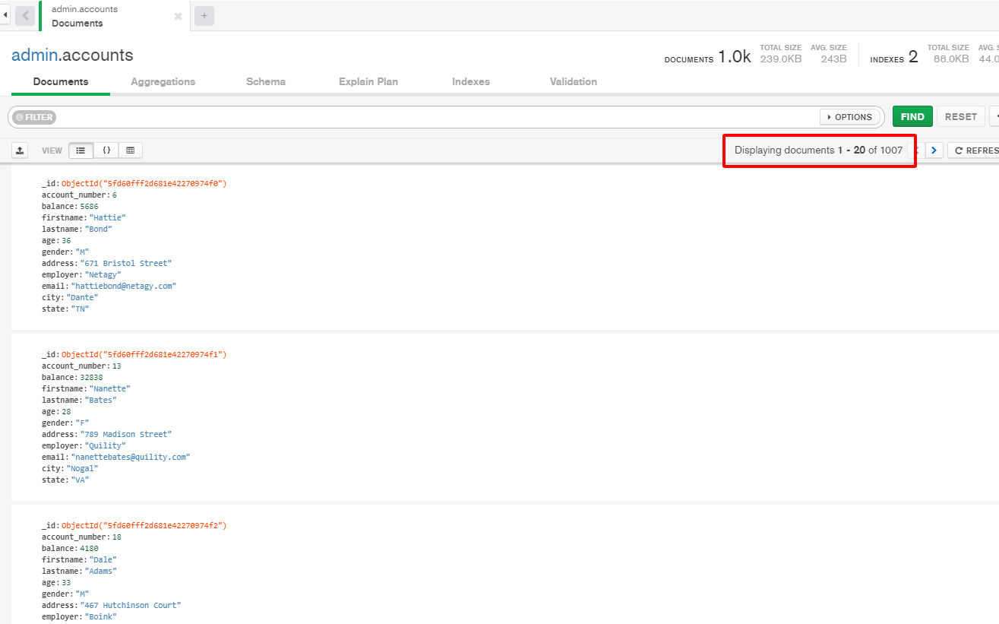 admin.accounts
Documents
admin.accounts
DOCUMENTS 1.0k TOTAL SIZE 239.0KB AVG. SIZE 243B INDEXES 2 TOTAL SIZE 88.0KB AVG. S 44.0
Documents Aggregations Schema Explain Plan Indexes Validation
FILTER OPTIONS FIND RESET
VIEW Displaying documents 1 - 20 of 1007 REFRES
_id: ObjectId("5fd60fff2d681e42270974f0")
account_number: 6
balance: 5686
firstname: "Hattie"
lastname: "Bond"
age: 36
gender: "M"
address: "671 Bristol Street"
employer: "Netagy"
email: "hattiebond@netagy.com"
city: "Dante"
state: "TN"
_id: ObjectId("5fd60fff2d681e42270974f1")
account_number: 13
balance: 32838
firstname: "Nanette"
lastname: "Bates"
age: 28
gender: "F"
address: "789 Madison Street"
employer: "Quility"
email: "nanettebates@quility.com"
city: "Nogal"
state: "VA"
_id: ObjectId("5fd60fff2d681e42270974f2")
account_number: 18
balance: 4180
firstname: "Dale"
lastname: "Adams"
age: 33
gender: "M"
address: "467 Hutchinson Court"
employer: "Boink"